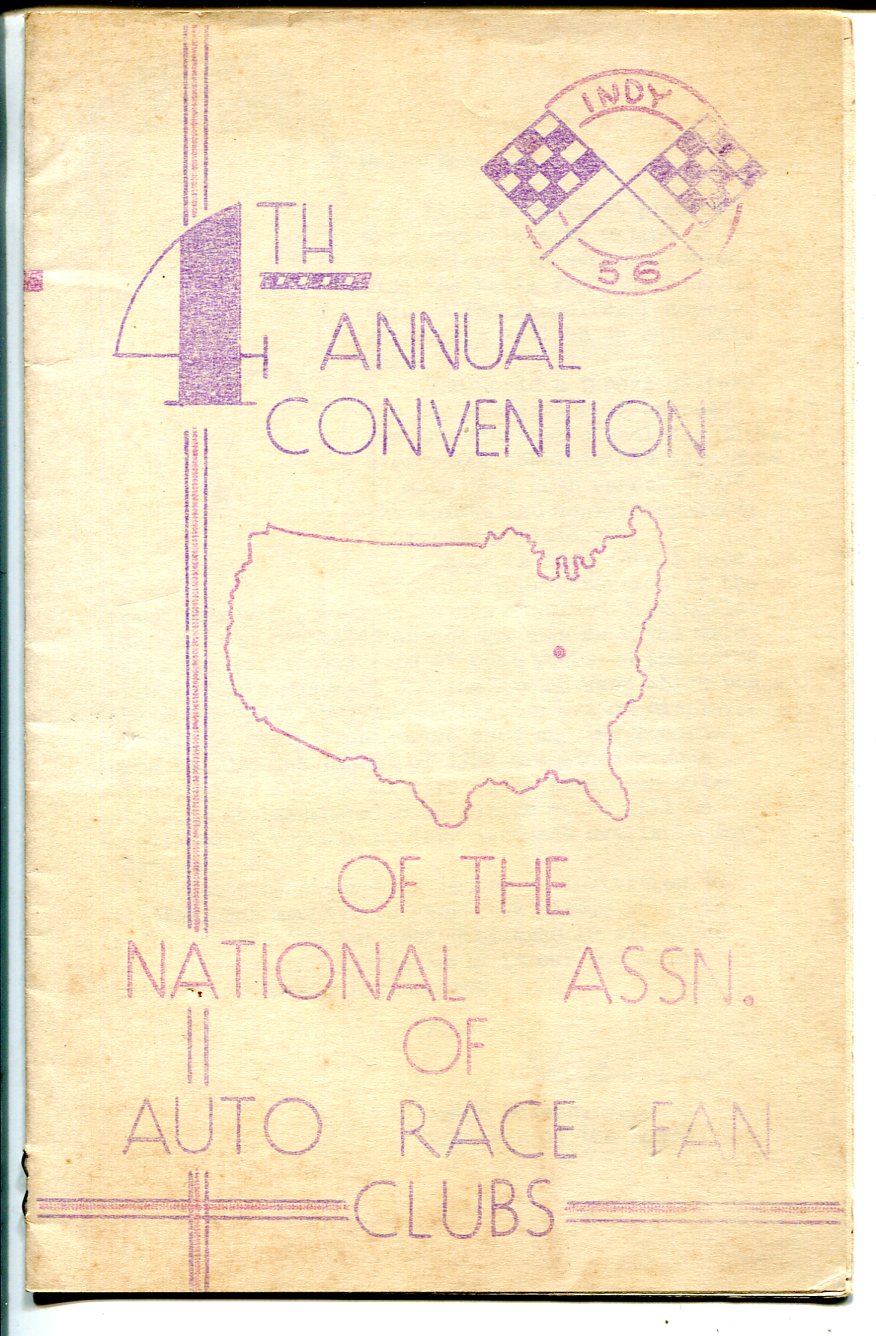 INDY
56
4TH
ANNUAL
CONVENTION
OF THE
NATIONAL ASSN.
OF
AUTO RACE FAN
CLUBS